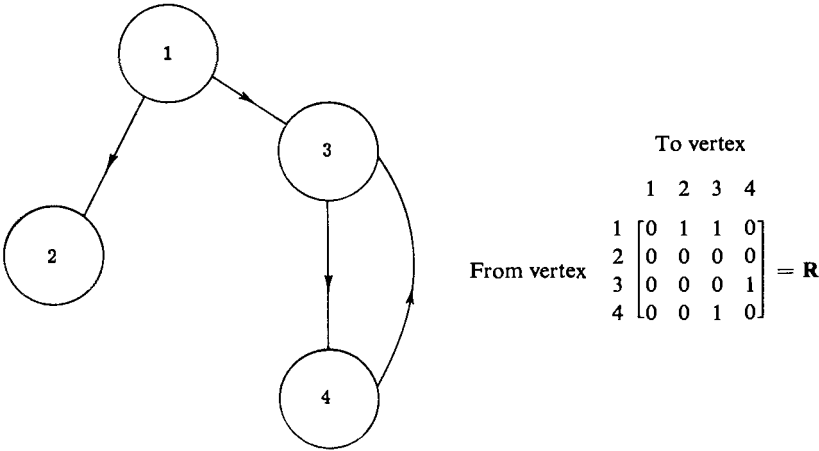 1
3
2
4
To vertex
1 2 3 4
1 [0 1 1 0]
2 [0 0 0 0]
From vertex 3 [0 0 0 1] = R
4 [0 0 1 0]